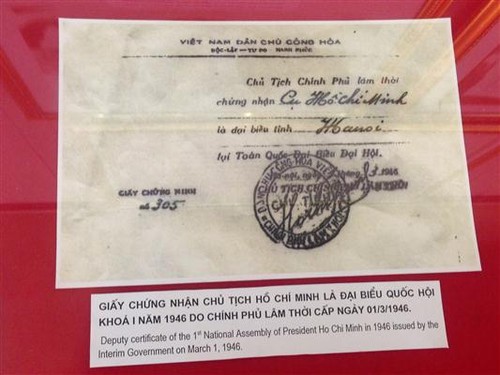 VIỆT NAM DÂN CHỦ CÔNG HÒA
ĐỘC-LẬP — TỰ DO — HẠNH PHÚC
Chủ Tịch Chính Phủ lâm thời
chứng nhận Cụ Hồ Chí Minh
là đại biểu tỉnh Hanoi
tại Toàn Quốc Đại Biểu Đại Hội.
3 1946
GIẤY CHỨNG MINH
số 305
GIẤY CHỨNG NHẬN CHỦ TỊCH HỒ CHÍ MINH LÀ ĐẠI BIỂU QUỐC HỘI
KHOÁ I NĂM 1946 DO CHÍNH PHỦ LÂM THỜI CẤP NGÀY 01/3/1946.
Deputy certificate of the 1st National Assembly of President Ho Chi Minh in 1946 issued by the
Interim Government on March 1, 1946.